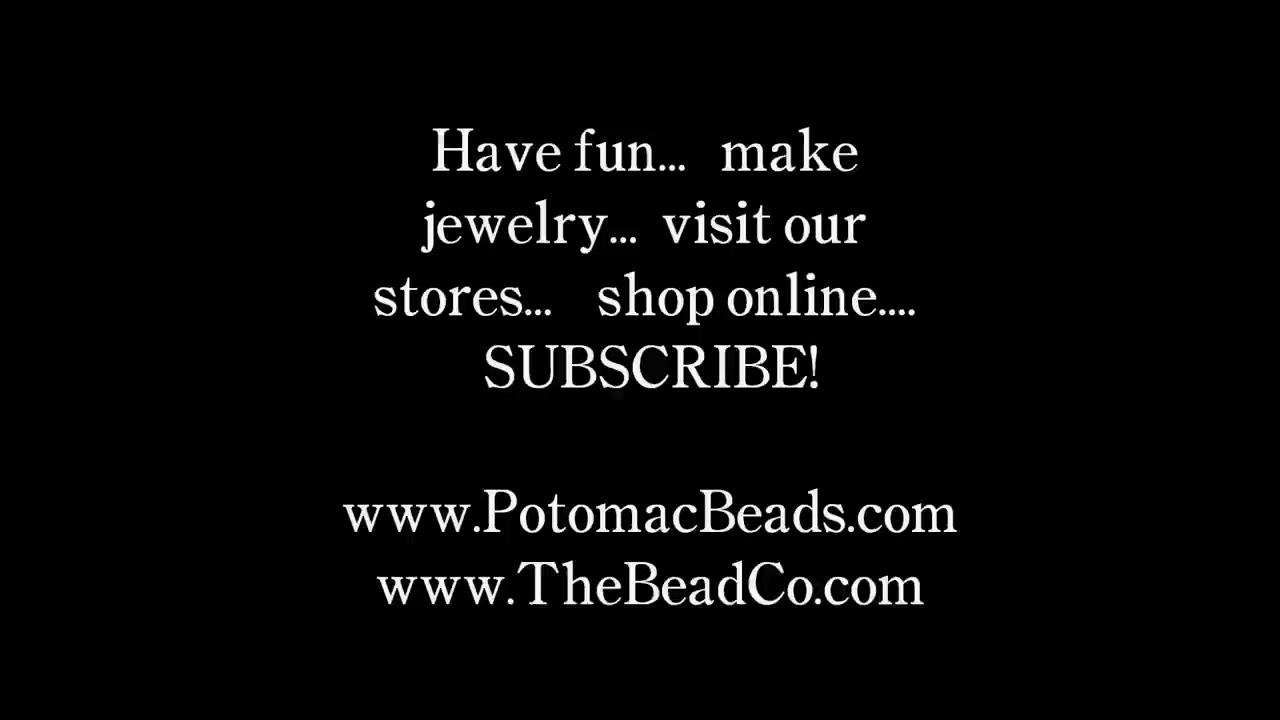 Have fun... make
jewelry... visit our
stores... shop online....
SUBSCRIBE!
www.PotomacBeads.com
www.TheBeadCo.com